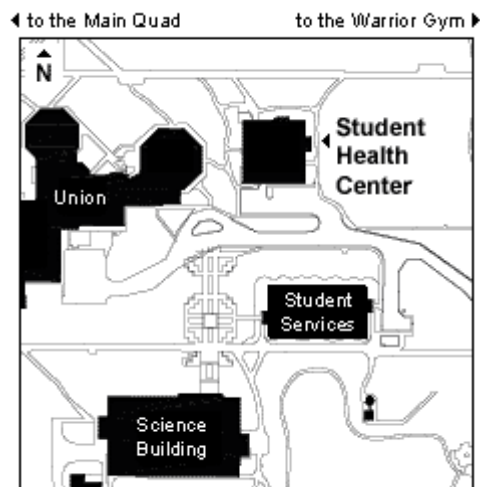 to the Main Quad
to the Warrior Gym
N
Student
Health
Center
Union
Student
Services
Science
Building